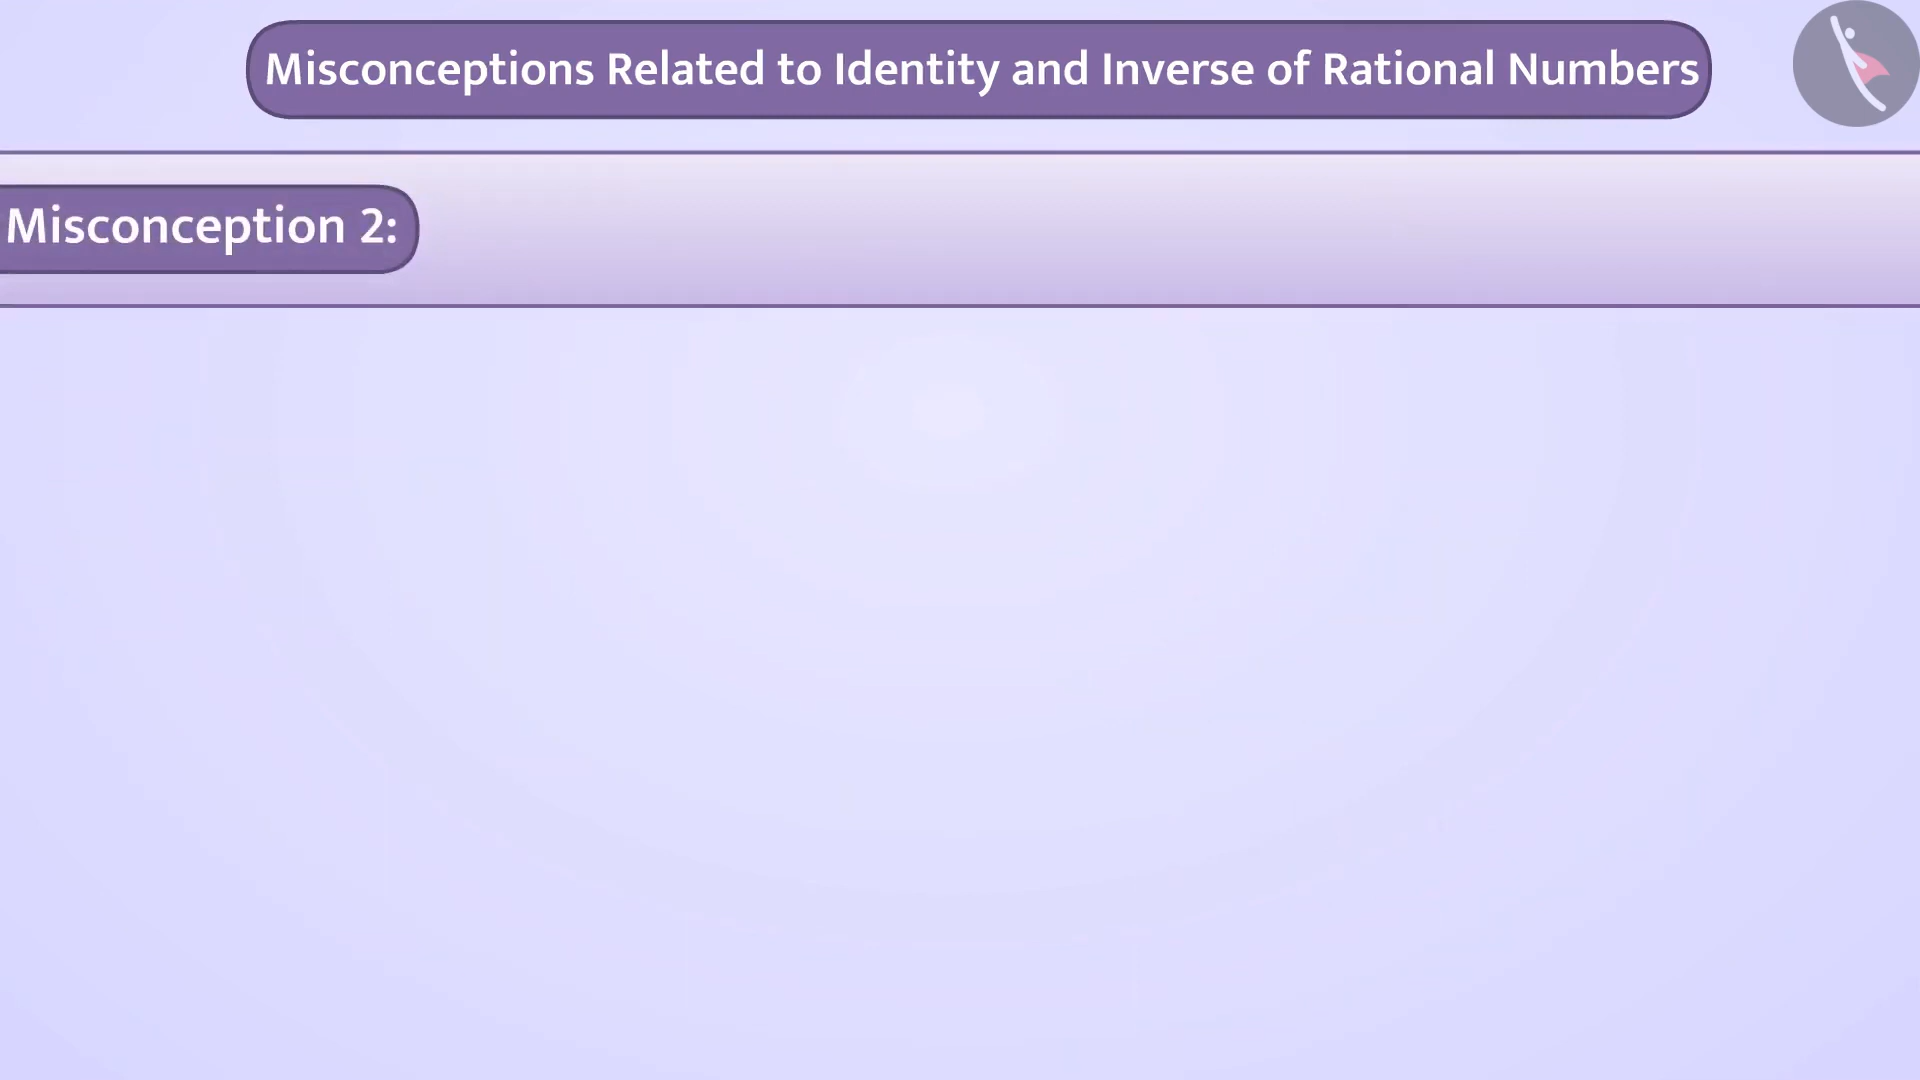 Misconceptions Related to Identity and Inverse of Rational Numbers
Misconception 2: